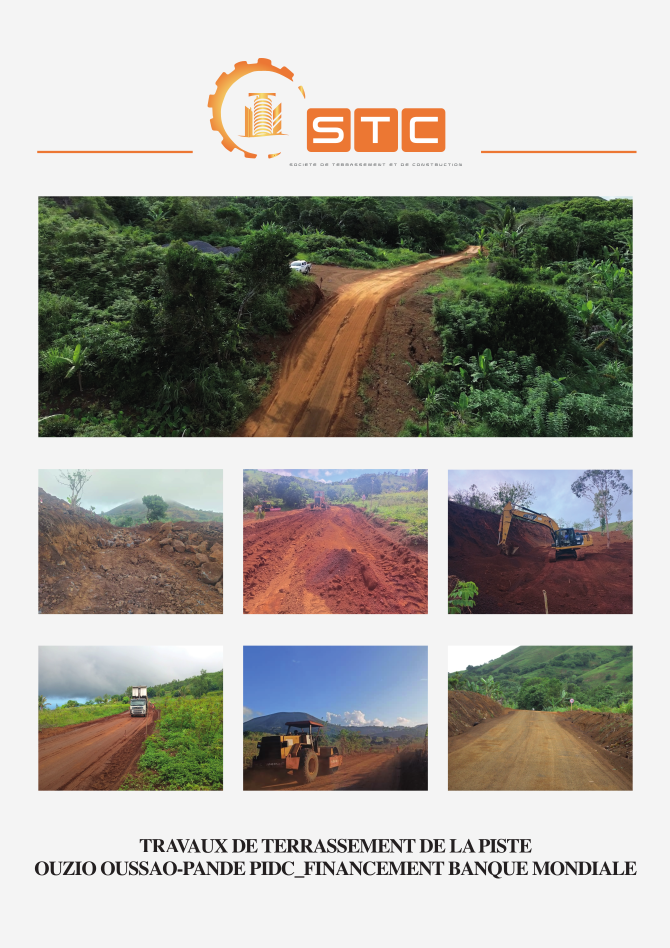 STC
SOCIETE DE TERRASSEMENT ET DE CONSTRUCTION
TRAVAUX DE TERRASSEMENT DE LA PISTE
OUZIO OUSSAO-PANDE PIDC_FINANCEMENT BANQUE MONDIALE